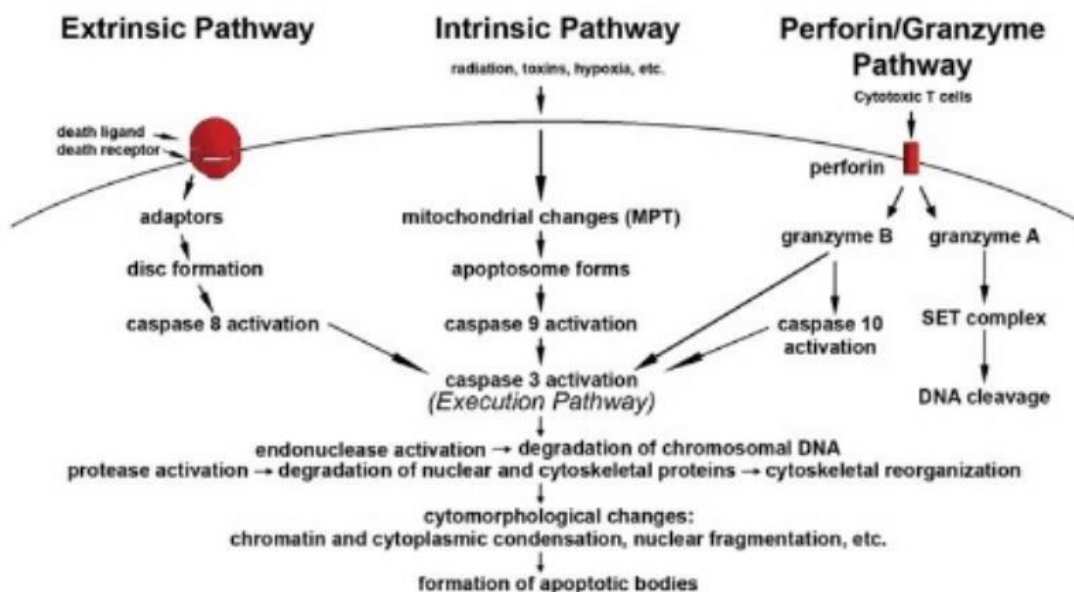 Extrinsic Pathway
Intrinsic Pathway
Perforin/Granzyme
Pathway
radiation, toxins, hypoxia, etc.
Cytotoxic T cells
death ligand
death receptor
perforin
adaptors
mitochondrial changes (MPT)
granzyme B
granzyme A
disc formation
apoptosome forms
caspase 8 activation
caspase 9 activation
caspase 10
activation
SET complex
caspase 3 activation
(Execution Pathway)
DNA cleavage
endonuclease activation → degradation of chromosomal DNA
protease activation → degradation of nuclear and cytoskeletal proteins → cytoskeletal reorganization
cytomorphological changes:
chromatin and cytoplasmic condensation, nuclear fragmentation, etc.
formation of apoptotic bodies